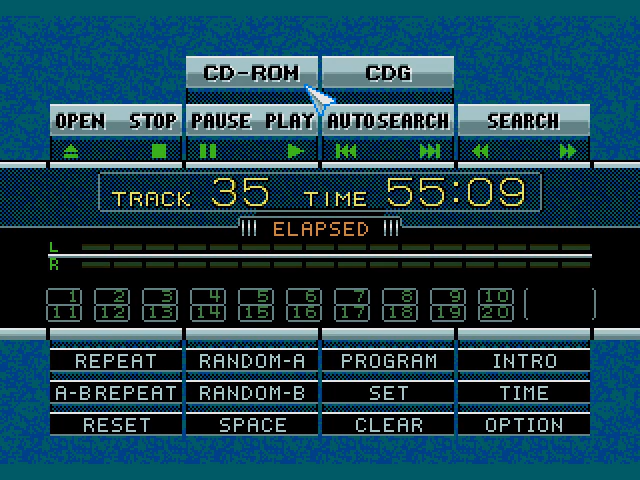 CD-ROM CDG
OPEN STOP PAUSE PLAY AUTOSEARCH SEARCH
TRACK 35 TIME 55:09
ELAPSED
L
R
1 2 3 4 5 6 7 8 9 10
11 12 13 14 15 16 17 18 19 20
REPEAT RANDOM-A PROGRAM INTRO
A-BREPEAT RANDOM-B SET TIME
RESET SPACE CLEAR OPTION